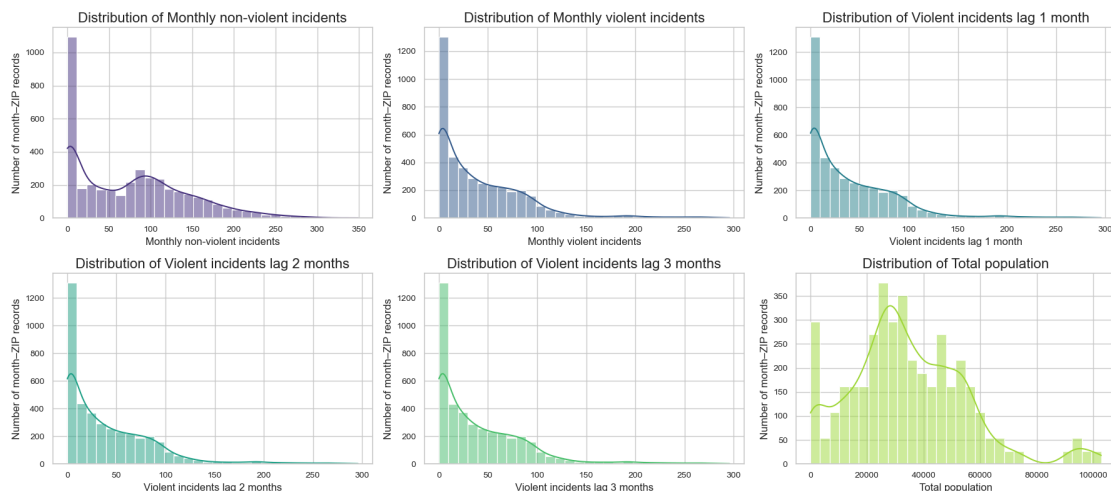 Distribution of Monthly non-violent incidents
Number of month–ZIP records
1000
800
600
400
200
0
0 50 100 150 200 250 300 350
Monthly non-violent incidents
Distribution of Monthly violent incidents
Number of month–ZIP records
1200
1000
800
600
400
200
0
0 50 100 150 200 250 300
Monthly violent incidents
Distribution of Violent incidents lag 1 month
Number of month–ZIP records
1200
1000
800
600
400
200
0
0 50 100 150 200 250 300
Violent incidents lag 1 month
Distribution of Violent incidents lag 2 months
Number of month–ZIP records
1200
1000
800
600
400
200
0
0 50 100 150 200 250 300
Violent incidents lag 2 months
Distribution of Violent incidents lag 3 months
Number of month–ZIP records
1200
1000
800
600
400
200
0
0 50 100 150 200 250 300
Violent incidents lag 3 months
Distribution of Total population
Number of month–ZIP records
350
300
250
200
150
100
50
0
0 20000 40000 60000 80000 100000
Total population